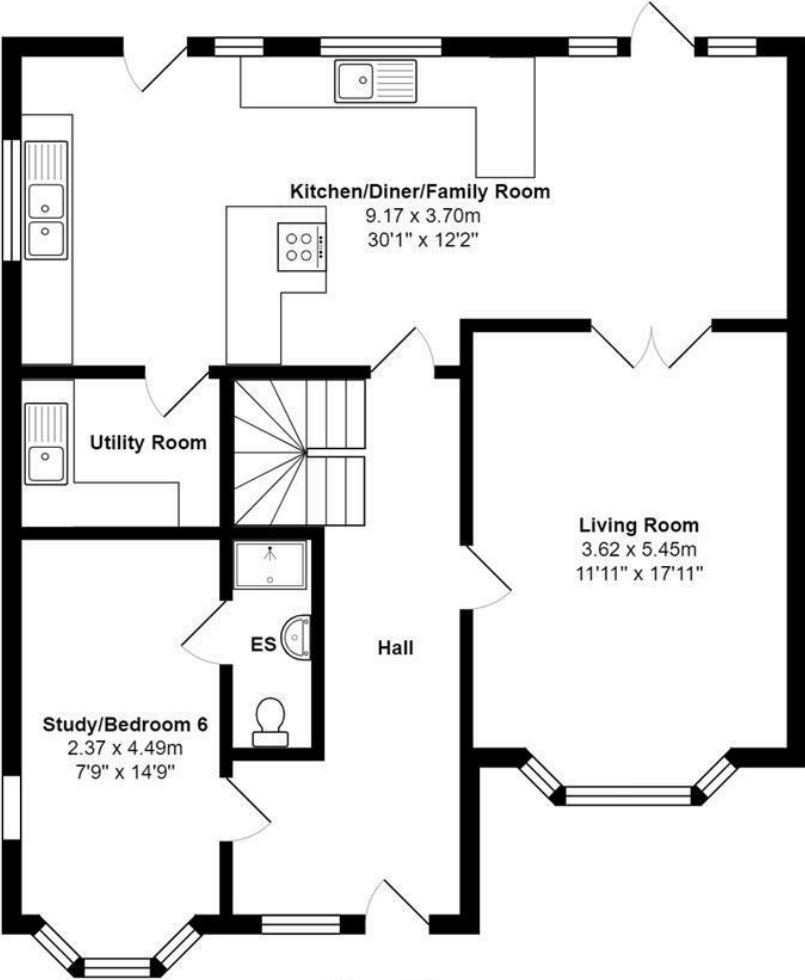 Kitchen/Diner/Family Room
9.17 x 3.70m
30'1" x 12'2"
Utility Room
Living Room
3.62 x 5.45m
11'11" x 17'11"
ES
Hall
Study/Bedroom 6
2.37 x 4.49m
7'9" x 14'9"